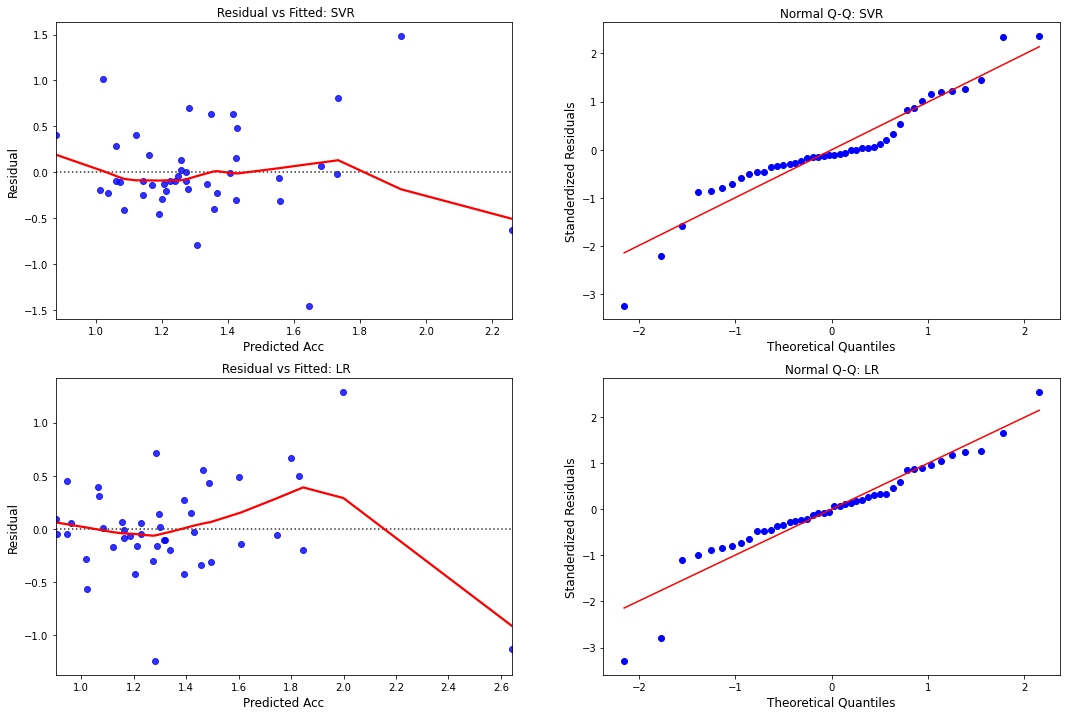 Residual vs Fitted: SVR
Residual
1.5
1.0
0.5
0.0
−0.5
−1.0
−1.5
1.0 1.2 1.4 1.6 1.8 2.0 2.2
Predicted Acc
Normal Q-Q: SVR
Standerdized Residuals
2
1
0
−1
−2
−3
−2 −1 0 1 2
Theoretical Quantiles
Residual vs Fitted: LR
Residual
1.0
0.5
0.0
−0.5
−1.0
1.0 1.2 1.4 1.6 1.8 2.0 2.2 2.4 2.6
Predicted Acc
Normal Q-Q: LR
Standerdized Residuals
2
1
0
−1
−2
−3
−2 −1 0 1 2
Theoretical Quantiles